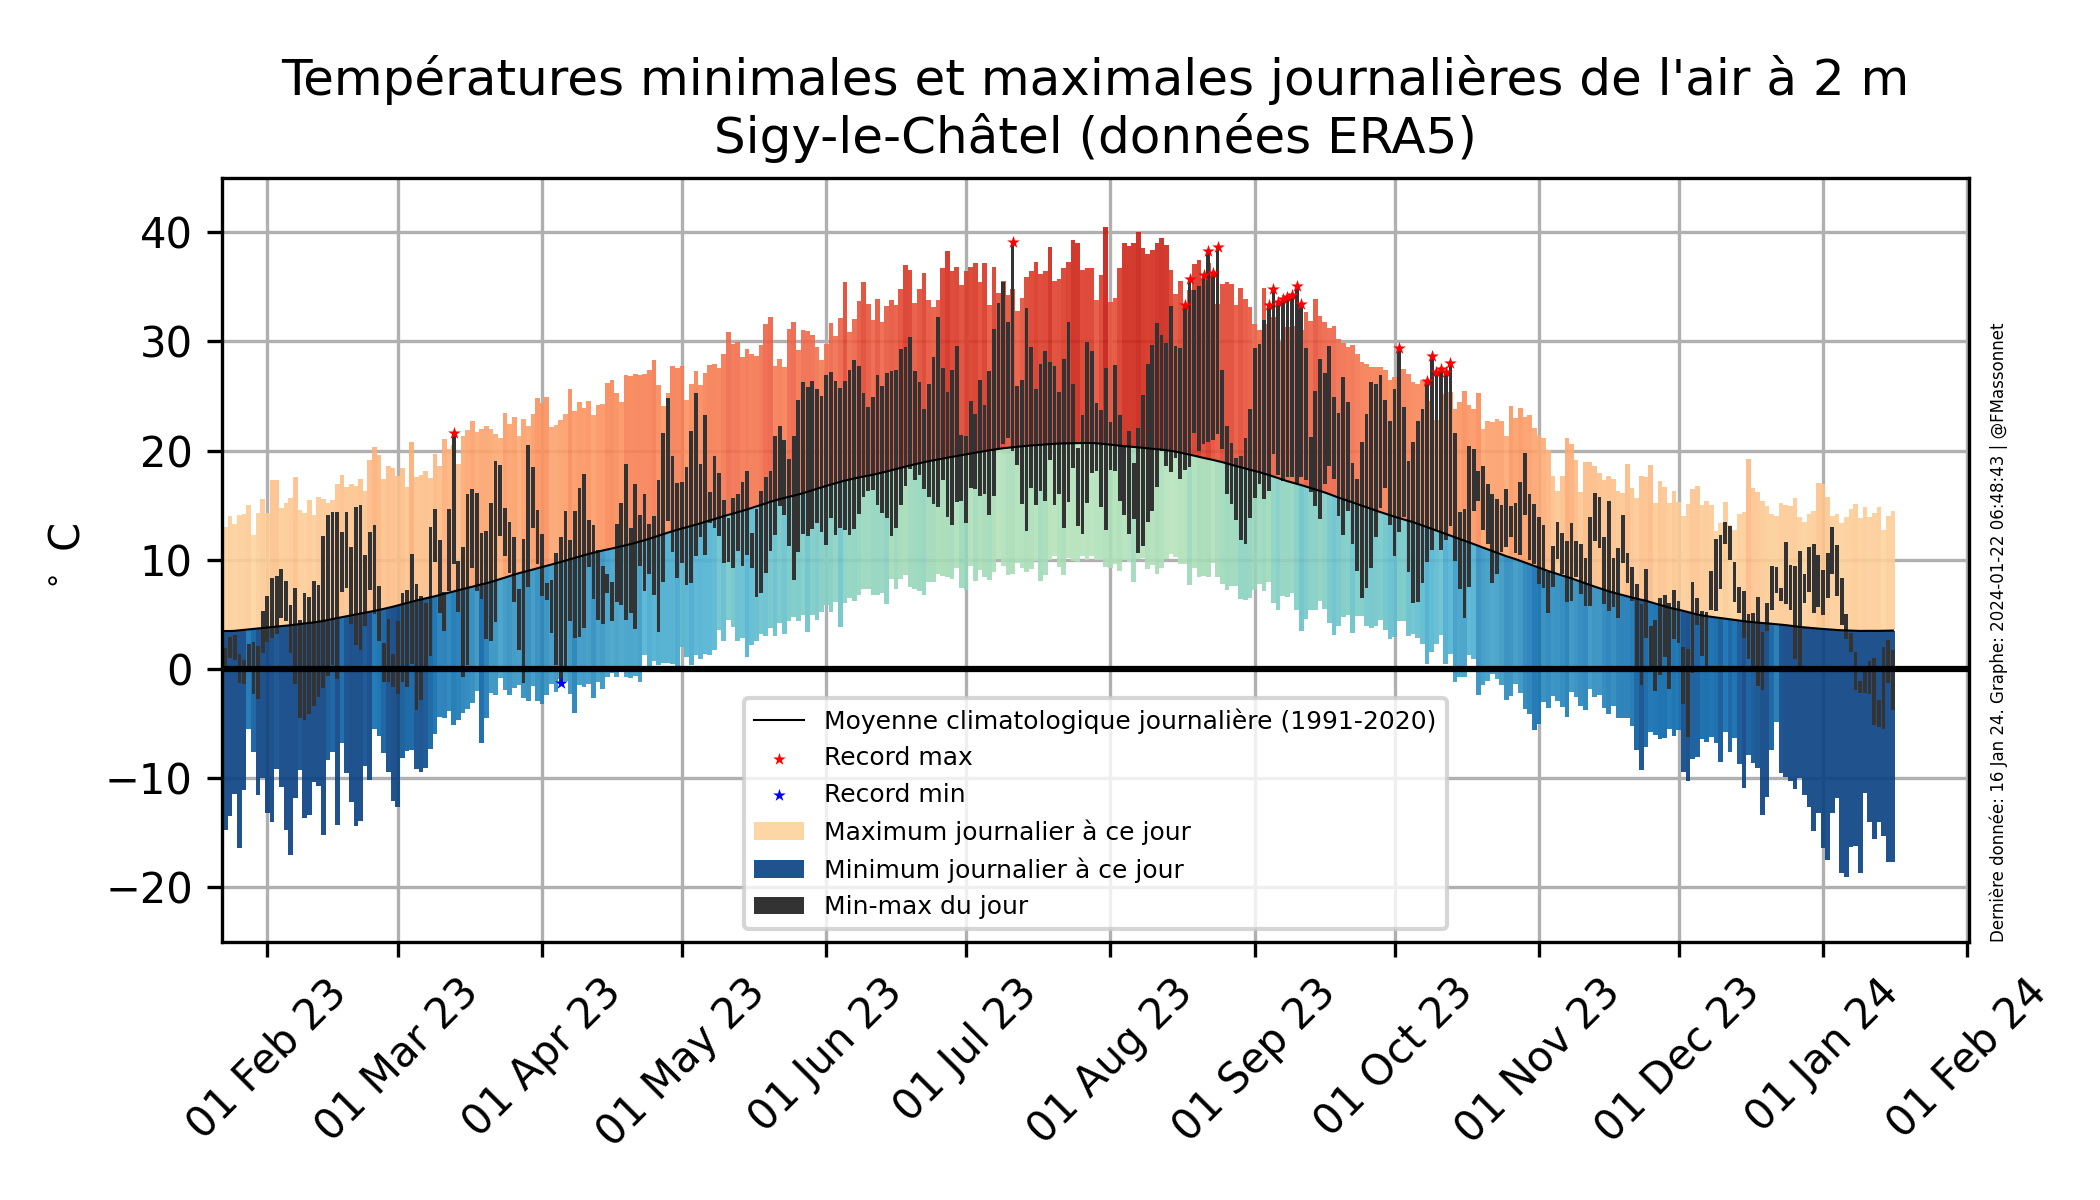 Températures minimales et maximales journalières de l'air à 2 m
Sigy-le-Châtel (données ERA5)
° C
40
30
20
10
0
−10
−20
Moyenne climatologique journalière (1991-2020)
Record max
Record min
Maximum journalier à ce jour
Minimum journalier à ce jour
Min-max du jour
01 Feb 23
01 Mar 23
01 Apr 23
01 May 23
01 Jun 23
01 Jul 23
01 Aug 23
01 Sep 23
01 Oct 23
01 Nov 23
01 Dec 23
01 Jan 24
01 Feb 24
Dernière donnée: 16 Jan 24. Graphe: 2024-01-22 06:48:43 | @FMassonnet